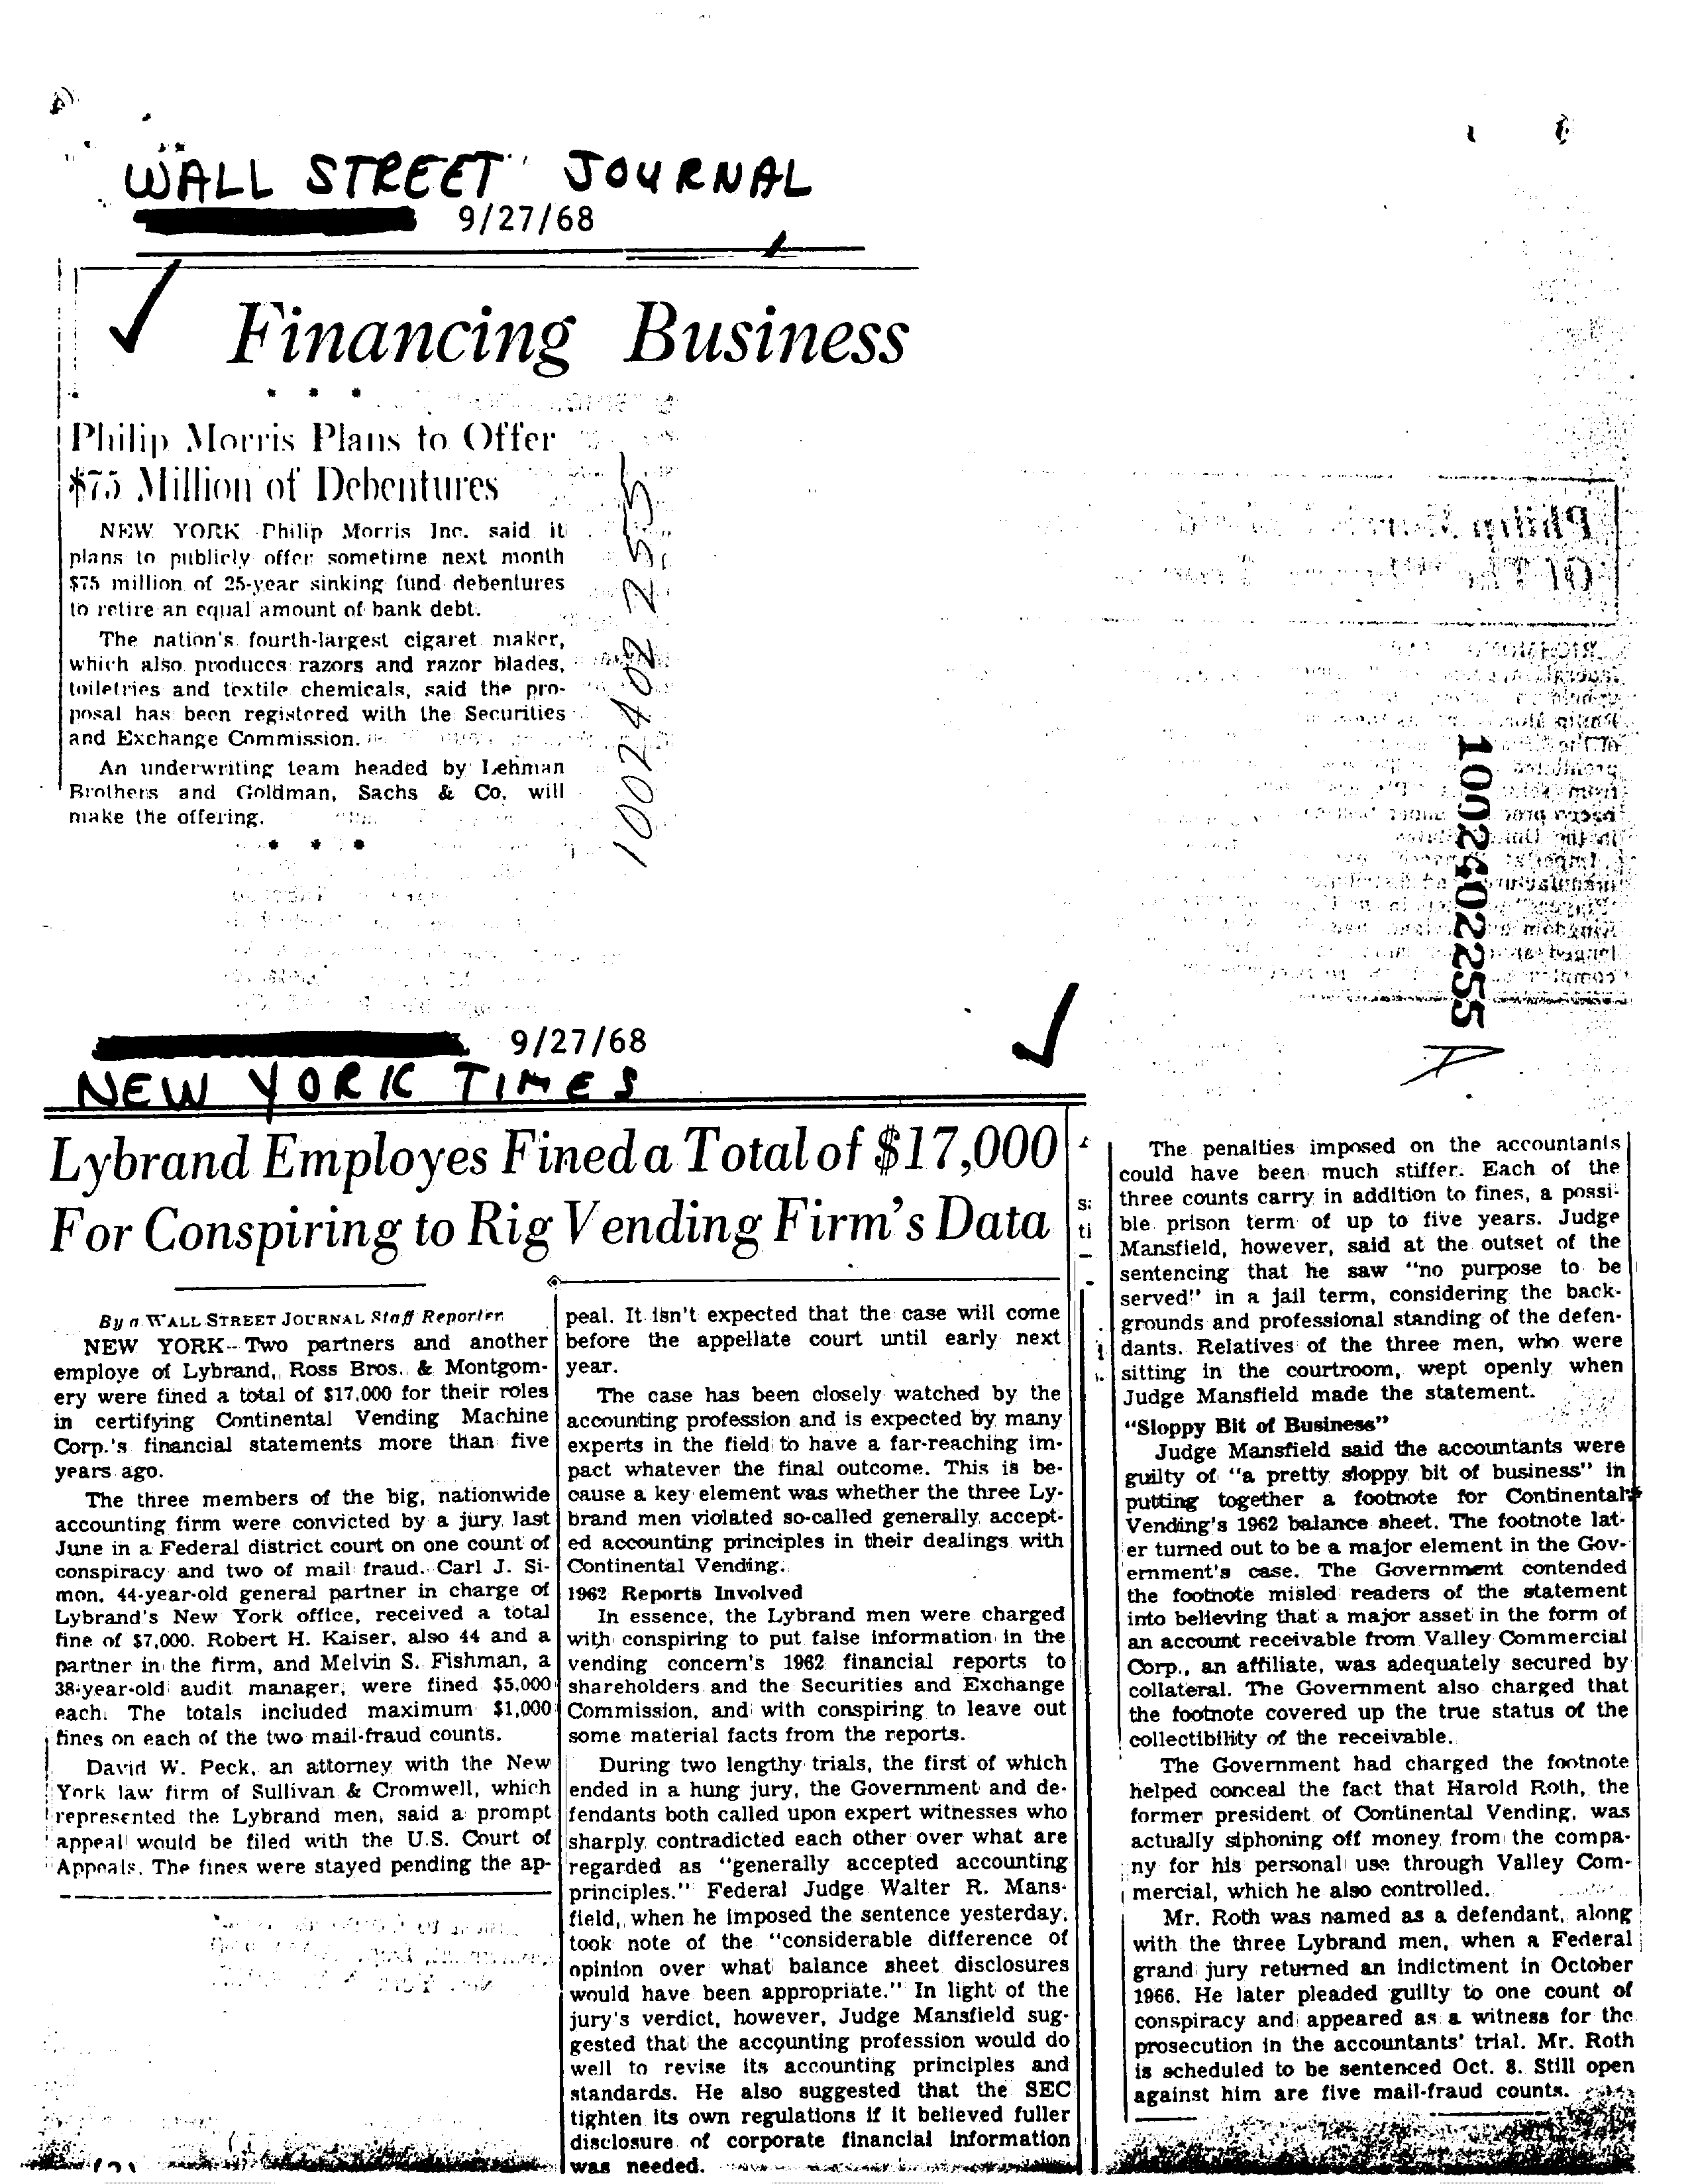 WALL STREET JOURNAL
9/27/68
Financing Business
* * *
Philip Morris Plans to Offer
$75 Million of Debentures
NEW YORK Philip Morris Inc. said it
plans to publicly offer sometime next month
$75 million of 25-year sinking fund debentures
to retire an equal amount of bank debt.
The nation's fourth-largest cigaret maker,
which also produces razors and razor blades,
toiletries and textile chemicals, said the pro-
posal has been registered with the Securities
and Exchange Commission.
An underwriting team headed by Lehman
Brothers and Goldman, Sachs & Co. will
make the offering.
* * *
1002402255
1002402255
9/27/68
NEW YORK TIMES
Lybrand Employes Fined a Total of $17,000
For Conspiring to Rig Vending Firm's Data
By a WALL STREET JOURNAL Staff Reporter
NEW YORK-- Two partners and another
employe of Lybrand, Ross Bros. & Montgom-
ery were fined a total of $17,000 for their roles
in certifying Continental Vending Machine
Corp.'s financial statements more than five
years ago.
The three members of the big, nationwide
accounting firm were convicted by a jury last
June in a Federal district court on one count of
conspiracy and two of mail fraud. Carl J. Si-
mon, 44-year-old general partner in charge of
Lybrand's New York office, received a total
fine of $7,000. Robert H. Kaiser, also 44 and a
partner in the firm, and Melvin S. Fishman, a
38-year-old audit manager, were fined $5,000
each. The totals included maximum $1,000
fines on each of the two mail-fraud counts.
David W. Peck, an attorney with the New
York law firm of Sullivan & Cromwell, which
represented the Lybrand men, said a prompt
appeal would be filed with the U.S. Court of
Appeals. The fines were stayed pending the ap-
peal. It isn't expected that the case will come
before the appellate court until early next
year.
The case has been closely watched by the
accounting profession and is expected by many
experts in the field to have a far-reaching im-
pact whatever the final outcome. This is be-
cause a key element was whether the three Ly-
brand men violated so-called generally accept-
ed accounting principles in their dealings with
Continental Vending.
1962 Reports Involved
In essence, the Lybrand men were charged
with conspiring to put false information in the
vending concern's 1962 financial reports to
shareholders and the Securities and Exchange
Commission, and with conspiring to leave out
some material facts from the reports.
During two lengthy trials, the first of which
ended in a hung jury, the Government and de-
fendants both called upon expert witnesses who
sharply contradicted each other over what are
regarded as "generally accepted accounting
principles." Federal Judge Walter R. Mans-
field, when he imposed the sentence yesterday,
took note of the "considerable difference of
opinion over what balance sheet disclosures
would have been appropriate." In light of the
jury's verdict, however, Judge Mansfield sug-
gested that the accounting profession would do
well to revise its accounting principles and
standards. He also suggested that the SEC
tighten its own regulations if it believed fuller
disclosure of corporate financial information
was needed.
The penalties imposed on the accountants
could have been much stiffer. Each of the
three counts carry in addition to fines, a possi-
ble prison term of up to five years. Judge
Mansfield, however, said at the outset of the
sentencing that he saw "no purpose to be
served" in a jail term, considering the back-
grounds and professional standing of the defen-
dants. Relatives of the three men, who were
sitting in the courtroom, wept openly when
Judge Mansfield made the statement.
"Sloppy Bit of Business"
Judge Mansfield said the accountants were
guilty of "a pretty sloppy bit of business" in
putting together a footnote for Continental
Vending's 1962 balance sheet. The footnote lat-
er turned out to be a major element in the Gov-
ernment's case. The Government contended
the footnote misled readers of the statement
into believing that a major asset in the form of
an account receivable from Valley Commercial
Corp., an affiliate, was adequately secured by
collateral. The Government also charged that
the footnote covered up the true status of the
collectibility of the receivable.
The Government had charged the footnote
helped conceal the fact that Harold Roth, the
former president of Continental Vending, was
actually siphoning off money from the compa-
ny for his personal use through Valley Com-
mercial, which he also controlled.
Mr. Roth was named as a defendant, along
with the three Lybrand men, when a Federal
grand jury returned an indictment in October
1966. He later pleaded guilty to one count of
conspiracy and appeared as a witness for the
prosecution in the accountants' trial. Mr. Roth
is scheduled to be sentenced Oct. 8. Still open
against him are five mail-fraud counts.